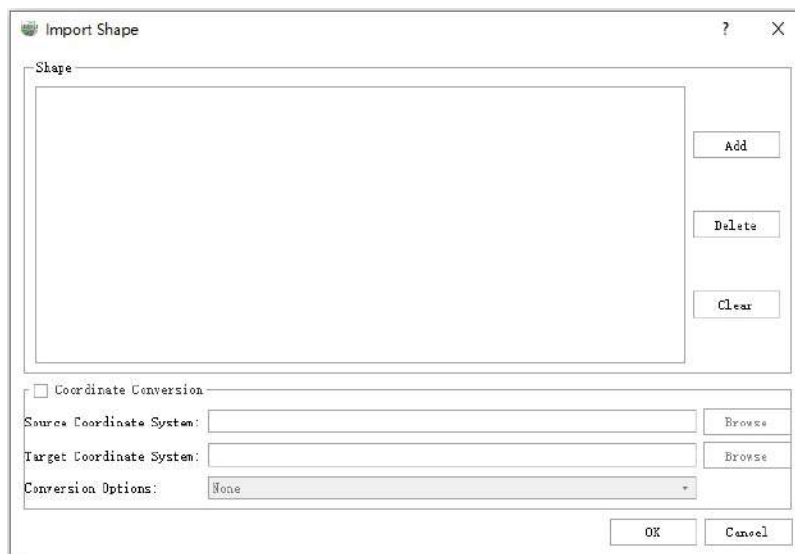 Import Shape
?
X
Shape
Add
Delete
Clear
Coordinate Conversion
Source Coordinate System:
Browse
Target Coordinate System:
Browse
Conversion Options:
None
OK
Cancel